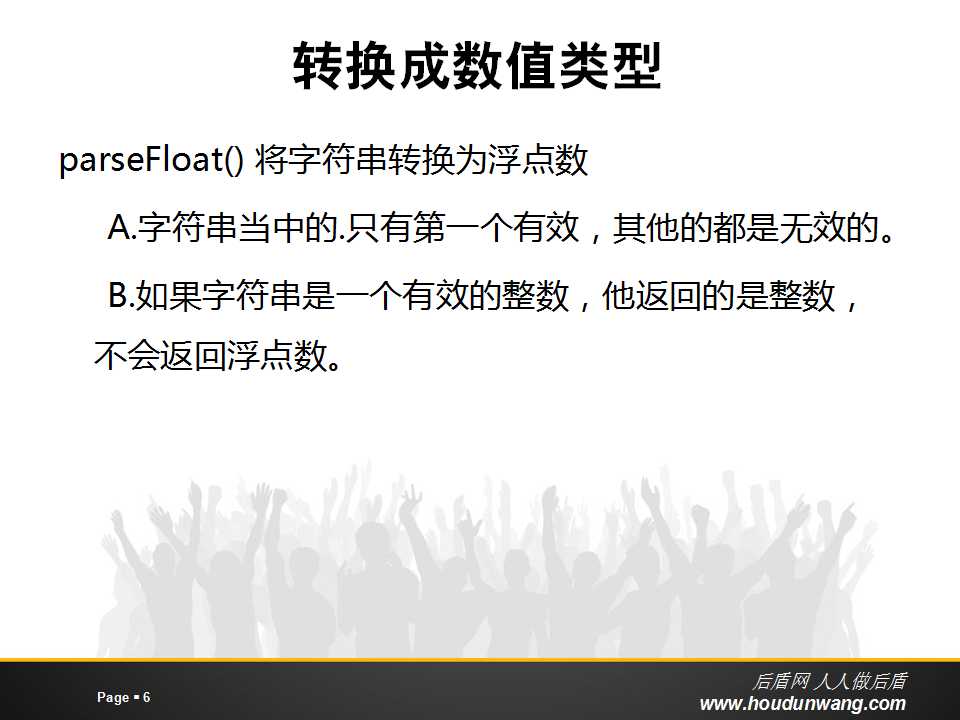 转换成数值类型
parseFloat() 将字符串转换为浮点数
A.字符串当中的.只有第一个有效，其他的都是无效的。
B.如果字符串是一个有效的整数，他返回的是整数，
不会返回浮点数。
后盾网 人人做后盾
Page ▪ 6
www.houdunwang.com